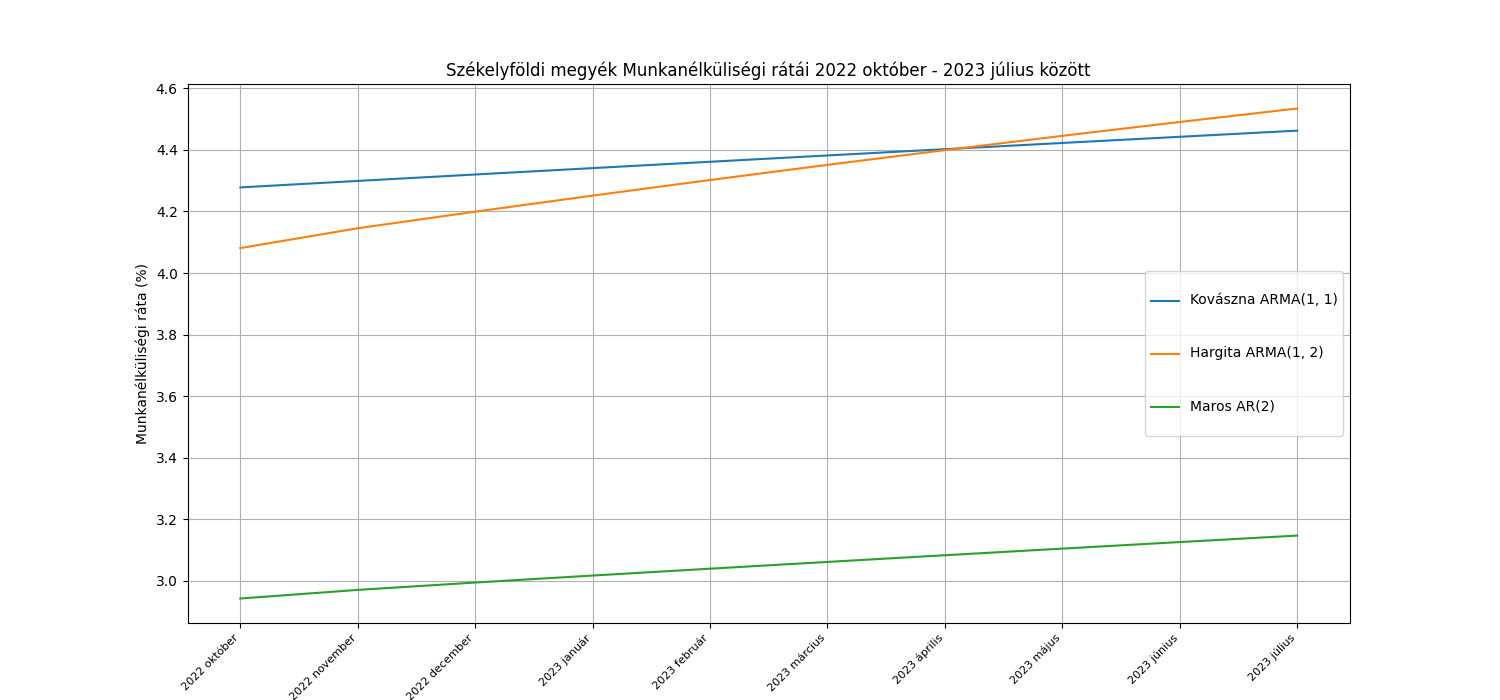 Székelyföldi megyék Munkanélküliségi rátái 2022 október - 2023 július között
Munkanélküliségi ráta (%)
4.6
4.4
4.2
4.0
3.8
3.6
3.4
3.2
3.0
Kovászna ARMA(1, 1)
Hargita ARMA(1, 2)
Maros AR(2)
2022 október
2022 november
2022 december
2023 január
2023 február
2023 március
2023 április
2023 május
2023 június
2023 július